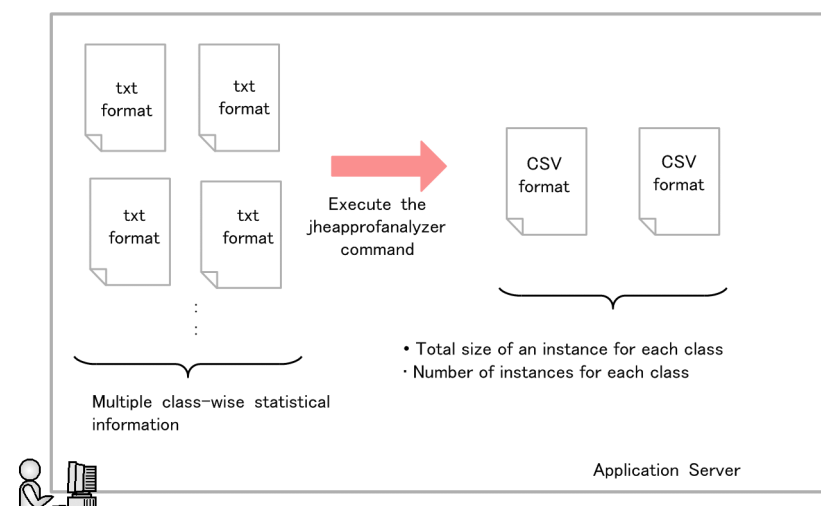 txt
format
txt
format
txt
format
txt
format
:
:
Multiple class-wise statistical
information
Execute the
jheapprofanalyzer
command
CSV
format
CSV
format
• Total size of an instance for each class
· Number of instances for each class
Application Server